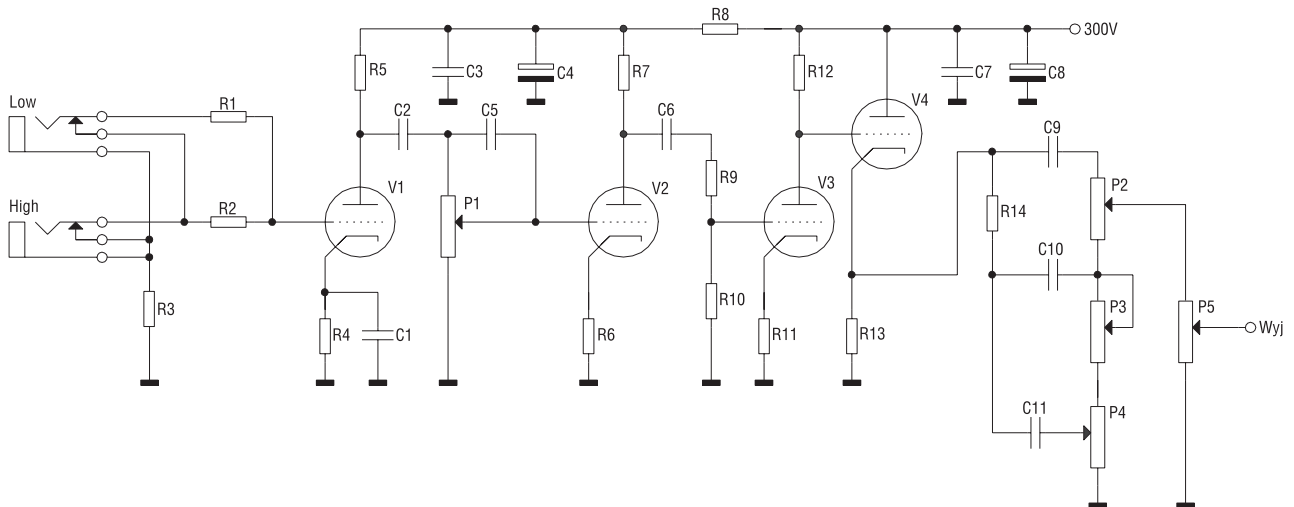 R8
300V
R5
C3
C4
R7
R12
C7
C8
Low
R1
V4
C2
C5
C6
C9
High
R2
V1
P1
V2
R9
V3
P2
R14
C10
R3
R4
C1
R6
R10
R11
R13
P3
P5
Wyj
C11
P4